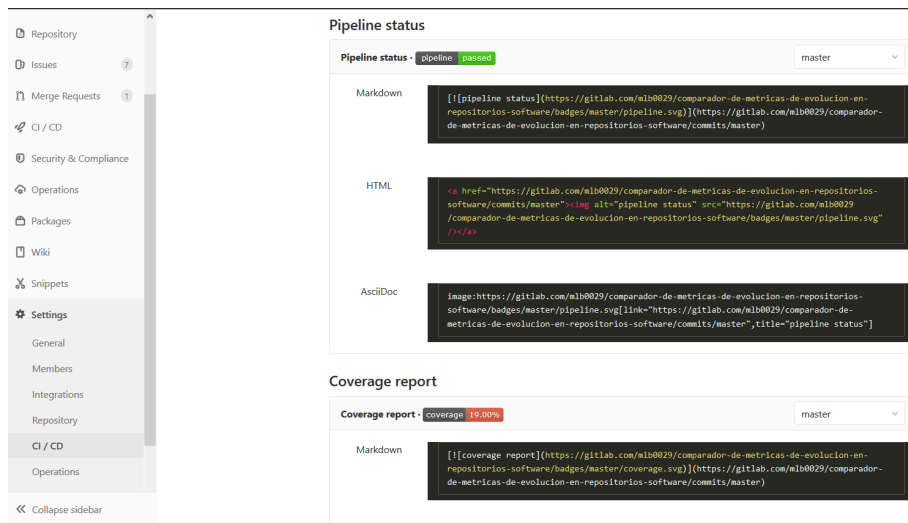 Repository
Issues 7
Merge Requests 1
CI / CD
Security & Compliance
Operations
Packages
Wiki
Snippets
Settings
General
Members
Integrations
Repository
CI / CD
Operations
Collapse sidebar
Pipeline status
Pipeline status · pipeline passed master
Markdown
[![pipeline status](https://gitlab.com/mlb0029/comparador-de-metricas-de-evolucion-en-
repositorios-software/badges/master/pipeline.svg)](https://gitlab.com/mlb0029/comparador-
de-metricas-de-evolucion-en-repositorios-software/commits/master)
HTML
<a href="https://gitlab.com/mlb0029/comparador-de-metricas-de-evolucion-en-repositorios-
software/commits/master"><img alt="pipeline status" src="https://gitlab.com/mlb0029
/comparador-de-metricas-de-evolucion-en-repositorios-software/badges/master/pipeline.svg"
/></a>
AsciiDoc
image:https://gitlab.com/mlb0029/comparador-de-metricas-de-evolucion-en-repositorios-
software/badges/master/pipeline.svg[link="https://gitlab.com/mlb0029/comparador-de-
metricas-de-evolucion-en-repositorios-software/commits/master",title="pipeline status"]
Coverage report
Coverage report · coverage 19.00% master
Markdown
[![coverage report](https://gitlab.com/mlb0029/comparador-de-metricas-de-evolucion-en-
repositorios-software/badges/master/coverage.svg)](https://gitlab.com/mlb0029/comparador-
de-metricas-de-evolucion-en-repositorios-software/commits/master)